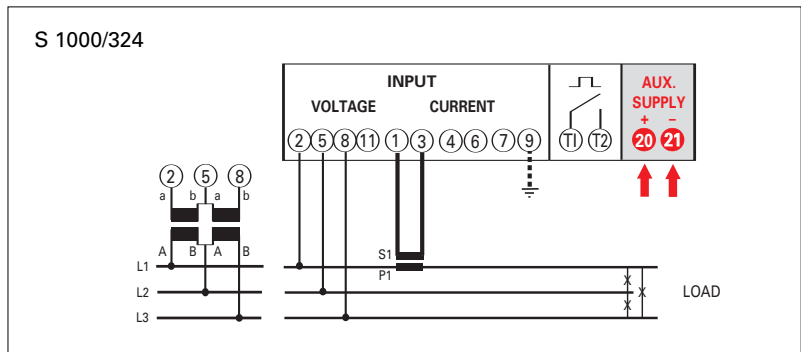 S 1000/324
INPUT
VOLTAGE CURRENT
AUX.
SUPPLY
+ −
2 5 8 11 1 3 4 6 7 9 T1 T2 20 21
2 5 8
a b a b
A B A B
S1
P1
L1
L2
L3
X
X X
X
LOAD